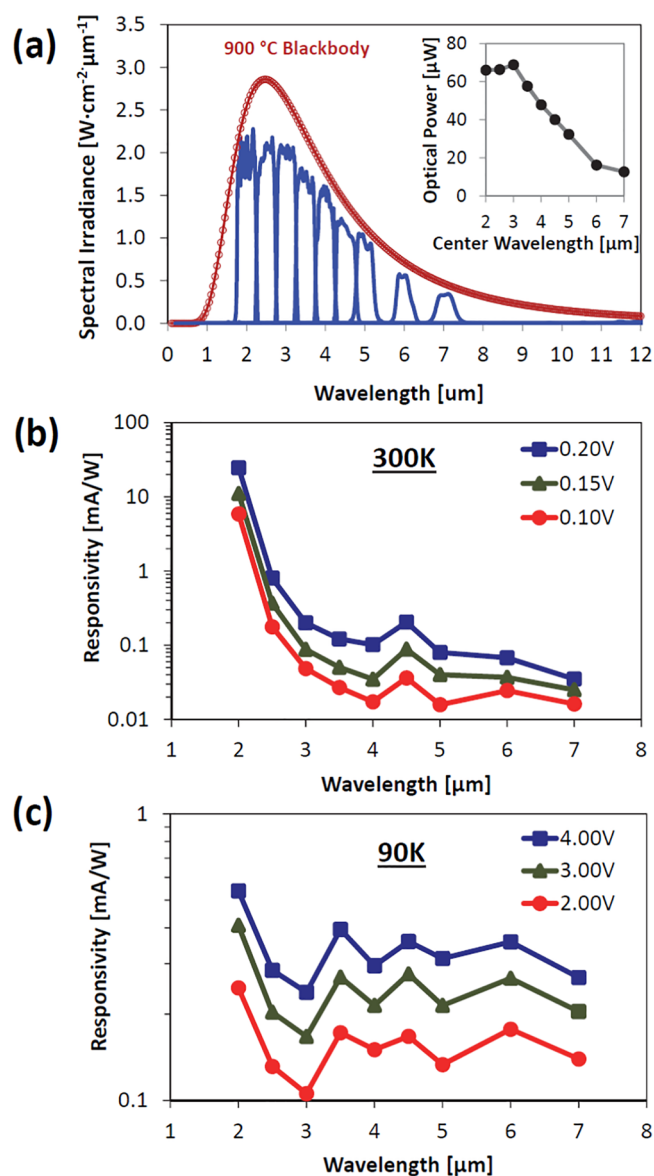 (a)
900 °C Blackbody
Spectral Irradiance [W·cm⁻²·µm⁻¹]
3.5
3.0
2.5
2.0
1.5
1.0
0.5
0.0
0 1 2 3 4 5 6 7 8 9 10 11 12
Wavelength [um]
Optical Power [µW]
80
60
40
20
0
2 3 4 5 6 7
Center Wavelength [µm]
(b)
300K
0.20V
0.15V
0.10V
Responsivity [mA/W]
100
10
1
0.1
0.01
1 2 3 4 5 6 7 8
Wavelength [µm]
(c)
90K
4.00V
3.00V
2.00V
Responsivity [mA/W]
1
0.1
1 2 3 4 5 6 7 8
Wavelength [µm]